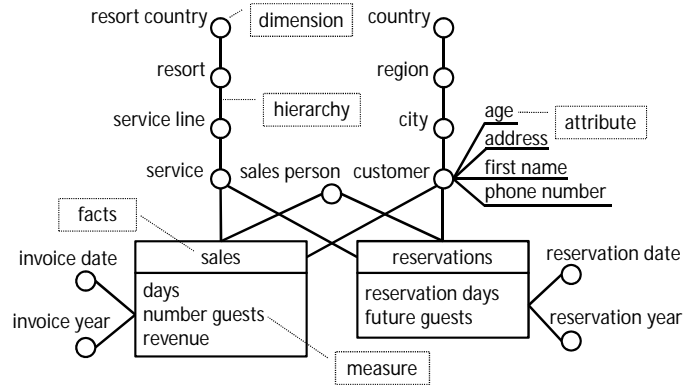 resort country
dimension
country
resort
region
hierarchy
service line
city
age
attribute
address
service
sales person
customer
first name
phone number
facts
invoice date
sales
reservations
reservation date
days
number guests
revenue
reservation days
future guests
invoice year
reservation year
measure